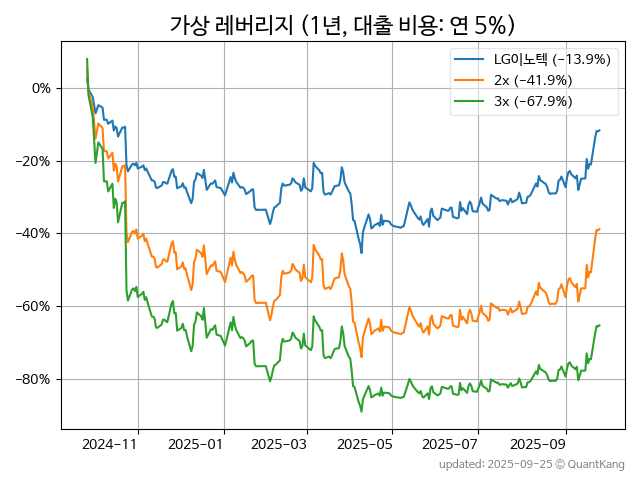 가상 레버리지 (1년, 대출 비용: 연 5%)
LG이노텍 (−13.9%)
2x (−41.9%)
3x (−67.9%)
0%
−20%
−40%
−60%
−80%
2024−11 2025−01 2025−03 2025−05 2025−07 2025−09
updated: 2025-09-25 © QuantKang